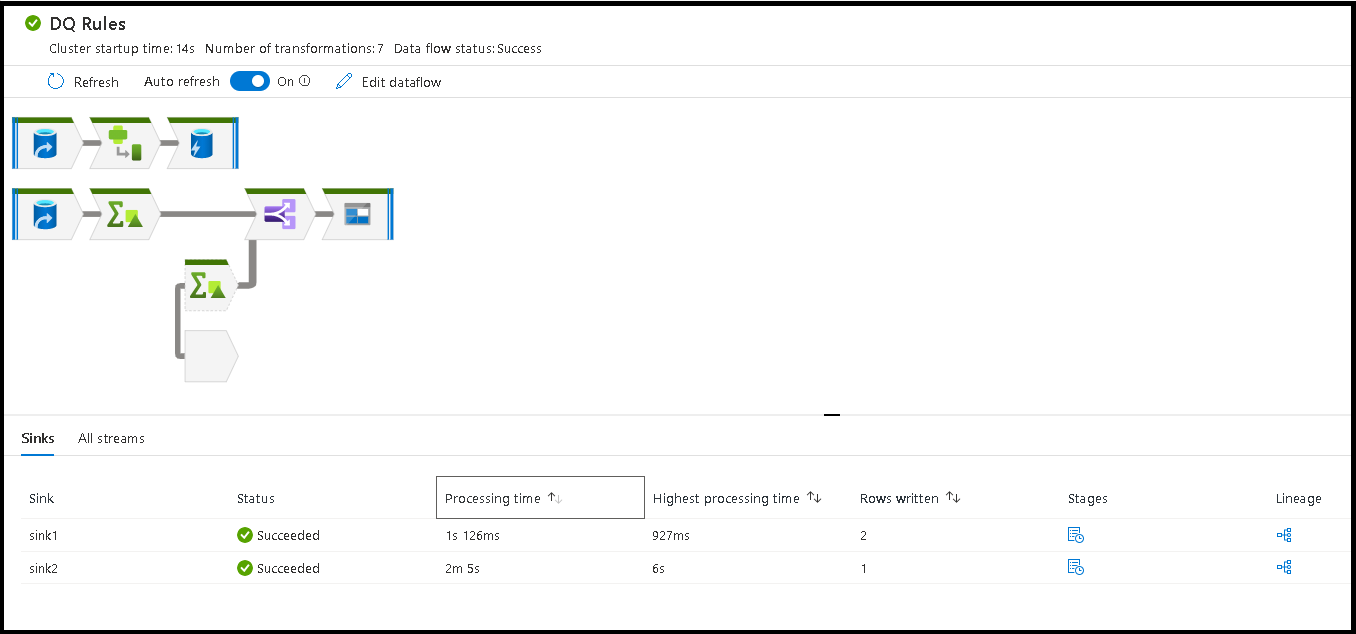 DQ Rules
Cluster startup time: 14s Number of transformations: 7 Data flow status: Success
Refresh Auto refresh On Edit dataflow
Sinks All streams
Sink Status Processing time Highest processing time Rows written Stages Lineage
sink1 Succeeded 1s 126ms 927ms 2
sink2 Succeeded 2m 5s 6s 1